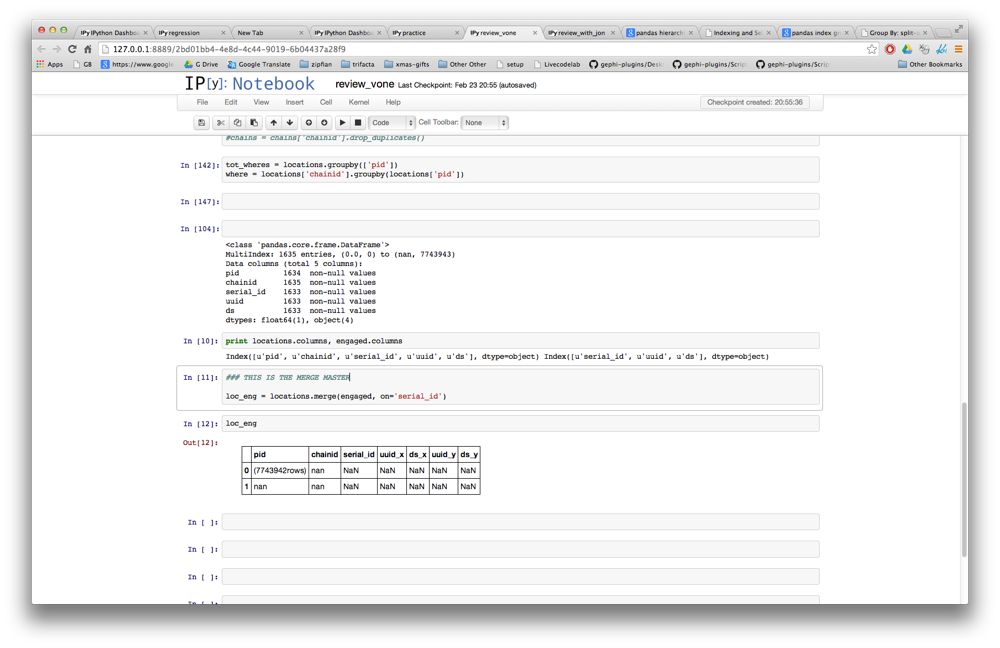 IPy IPython Dashbo
IPy regression
New Tab
IPy IPython Dashbo
IPy practice
IPy review_vone
IPy review_with_jon
pandas hierarch
Indexing and Se
pandas index gr
Group By: split-
127.0.0.1:8889/2bd01bb4-4e8d-4c44-9019-6b04437a28f9
Apps GB https://www.google G Drive Google Translate zipfian trifacta xmas-gifts Other Other setup Livecodelab gephi-plugins/Desk gephi-plugins/Scrip gephi-plugins/Scrip Other Bookmarks
IP[y]: Notebook review_vone Last Checkpoint: Feb 23 20:55 (autosaved)
File Edit View Insert Cell Kernel Help Checkpoint created: 20:55:36
Code Cell Toolbar: None
#chains = chains['chainid'].drop_duplicates()
In [142]: tot_wheres = locations.groupby(['pid'])
where = locations['chainid'].groupby(locations['pid'])
In [147]:
In [104]:
<class 'pandas.core.frame.DataFrame'>
MultiIndex: 1635 entries, (0.0, 0) to (nan, 7743943)
Data columns (total 5 columns):
pid 1634 non-null values
chainid 1635 non-null values
serial_id 1633 non-null values
uuid 1633 non-null values
ds 1633 non-null values
dtypes: float64(1), object(4)
In [10]: print locations.columns, engaged.columns
Index([u'pid', u'chainid', u'serial_id', u'uuid', u'ds'], dtype=object) Index([u'serial_id', u'uuid', u'ds'], dtype=object)
In [11]: ### THIS IS THE MERGE MASTER
loc_eng = locations.merge(engaged, on='serial_id')
In [12]: loc_eng
Out[12]:
pid chainid serial_id uuid_x ds_x uuid_y ds_y
0 (7743942rows) nan NaN NaN NaN NaN NaN
1 nan nan NaN NaN NaN NaN NaN
In [ ]:
In [ ]:
In [ ]:
In [ ]: